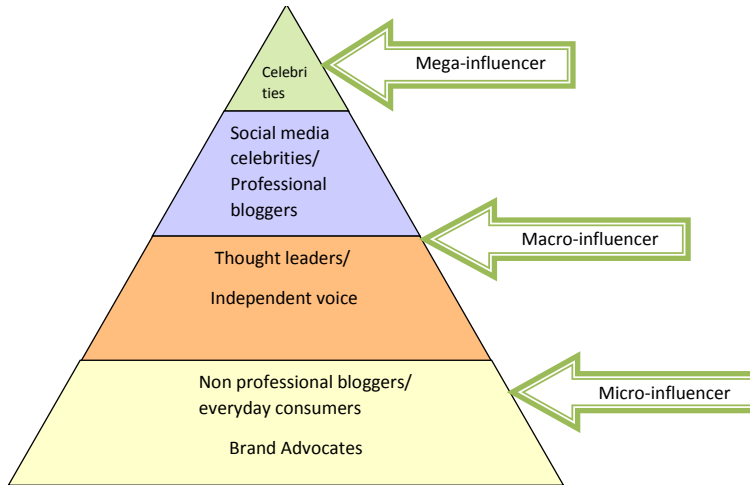 Mega-influencer
Celebri
ties
Social media
celebrities/
Professional
bloggers
Macro-influencer
Thought leaders/
Independent voice
Non professional bloggers/
everyday consumers
Micro-influencer
Brand Advocates